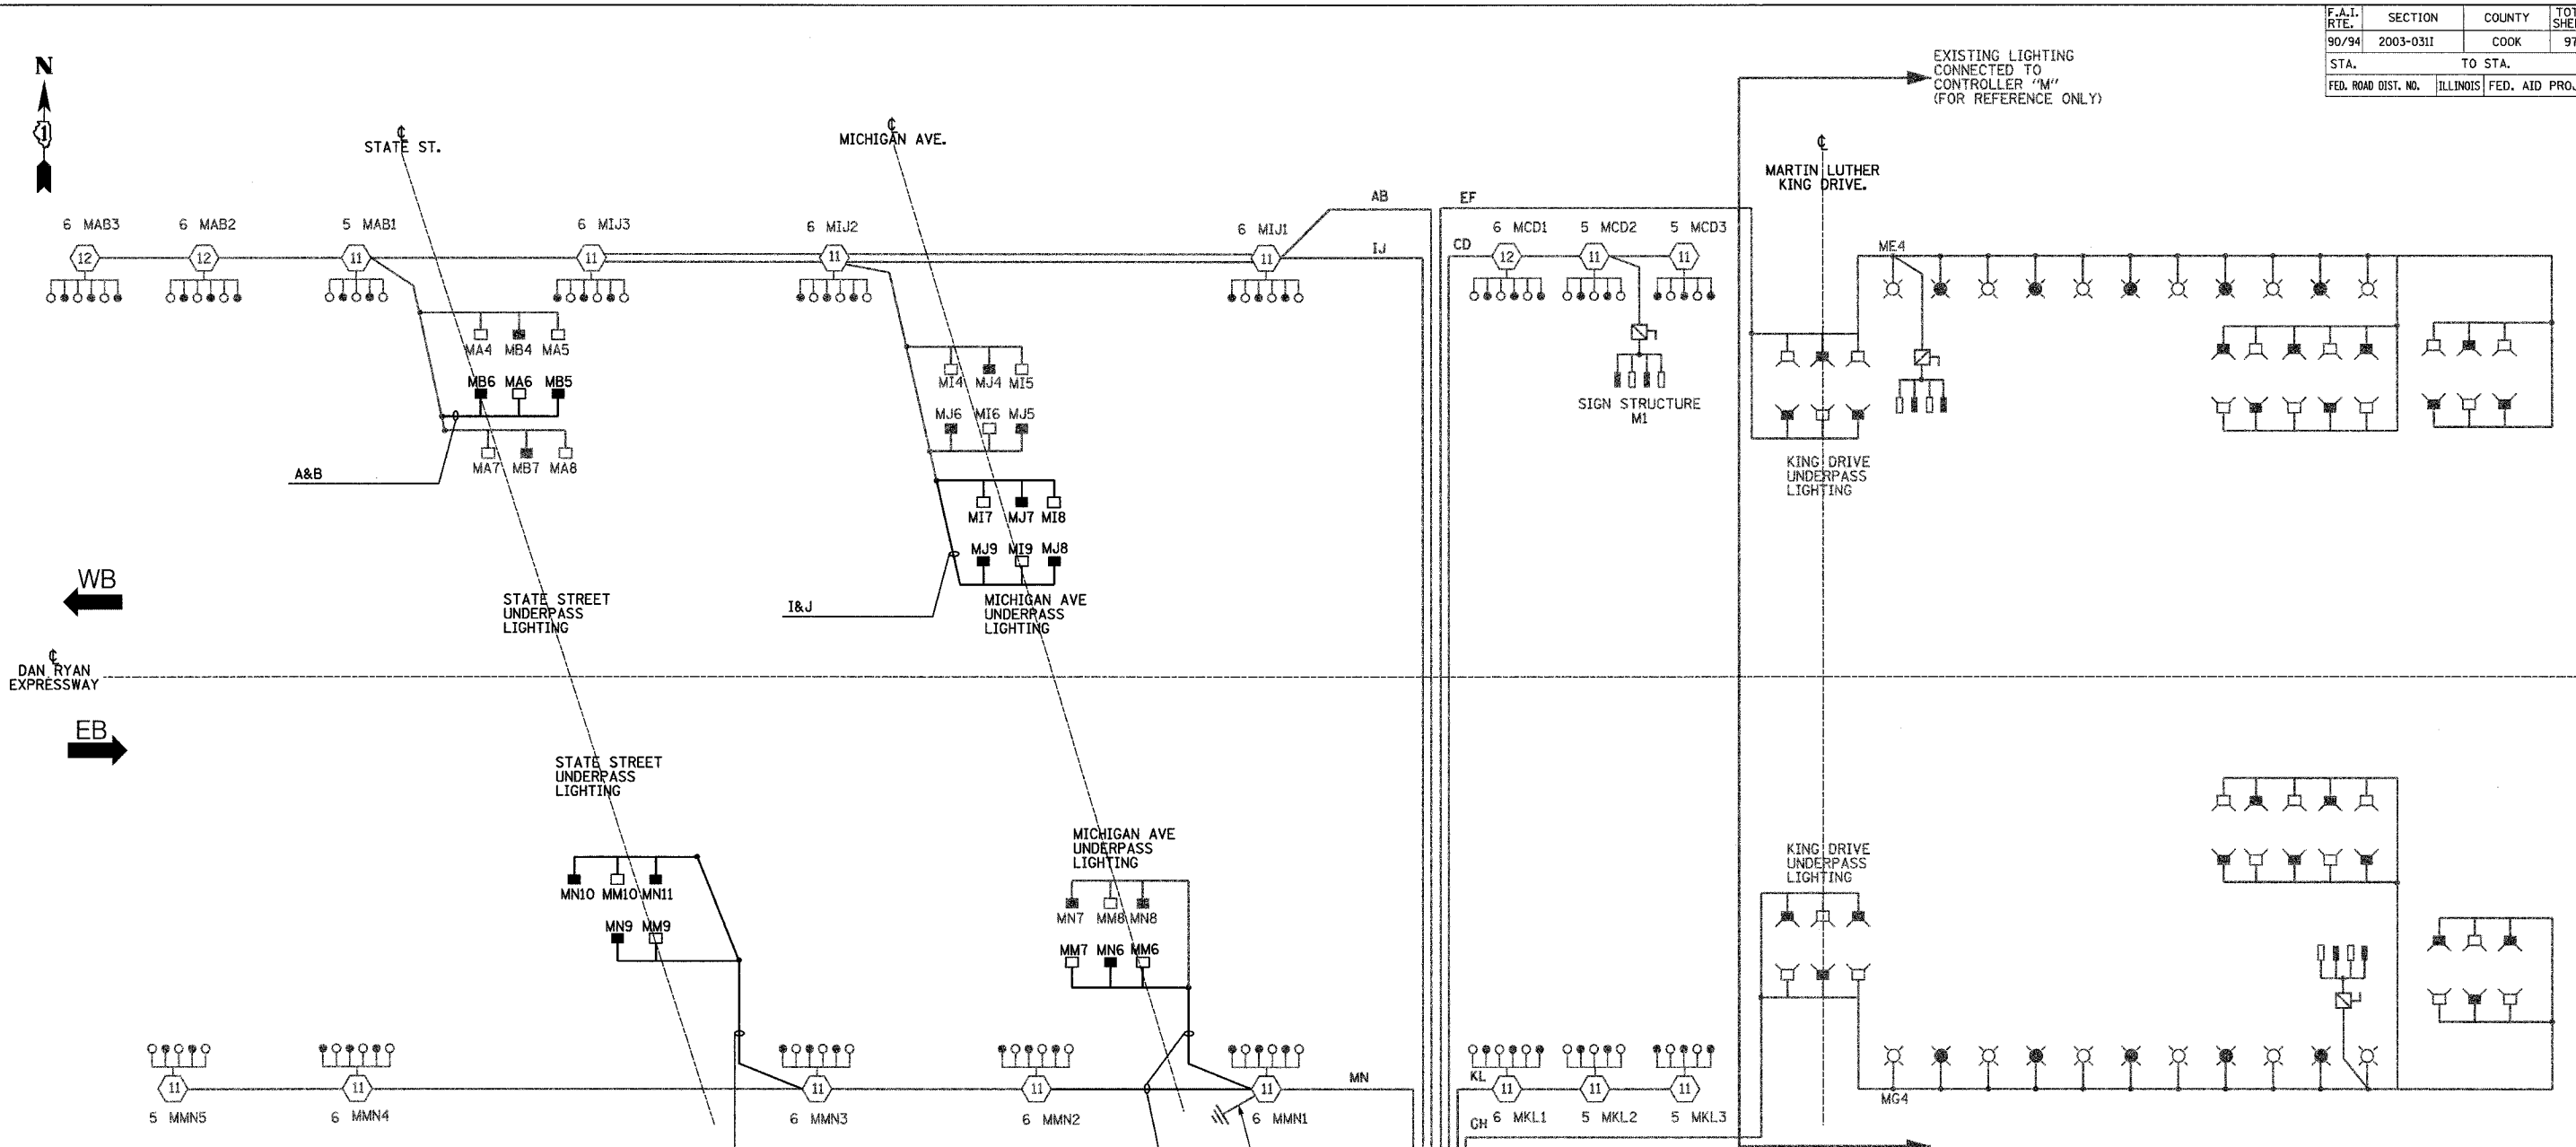 F.A.I. RTE. SECTION COUNTY
90/94 2003-031I COOK 97
STA. TO STA.
FED. ROAD DIST. NO. ILLINOIS FED. AID
N
1
EXISTING LIGHTING
CONNECTED TO
CONTROLLER "M"
(FOR REFERENCE ONLY)
℄
STATE ST.
℄
MICHIGAN AVE.
℄
MARTIN LUTHER
KING DRIVE.
AB
EF
6 MAB3
6 MAB2
5 MAB1
6 MIJ3
6 MIJ2
6 MIJ1
IJ
CD
6 MCD1
5 MCD2
5 MCD3
ME4
12
12
11
11
11
11
12
11
11
MA4 MB4 MA5
MB6 MA6 MB5
MA7 MB7 MA8
A&B
MI4 MJ4 MI5
MJ6 MI6 MJ5
MI7 MJ7 MI8
MJ9 MI9 MJ8
I&J
SIGN STRUCTURE
M1
KING DRIVE
UNDERPASS
LIGHTING
WB
STATE STREET
UNDERPASS
LIGHTING
MICHIGAN AVE
UNDERPASS
LIGHTING
℄
DAN RYAN
EXPRESSWAY
EB
STATE STREET
UNDERPASS
LIGHTING
MICHIGAN AVE
UNDERPASS
LIGHTING
KING DRIVE
UNDERPASS
LIGHTING
MN10 MM10 MN11
MN9 MM9
MN7 MM8 MN8
MM7 MN6 MM6
MN
KL
11
11
11
11
11
11
11
11
5 MMN5
6 MMN4
6 MMN3
6 MMN2
6 MMN1
GH
6 MKL1
5 MKL2
5 MKL3
MG4